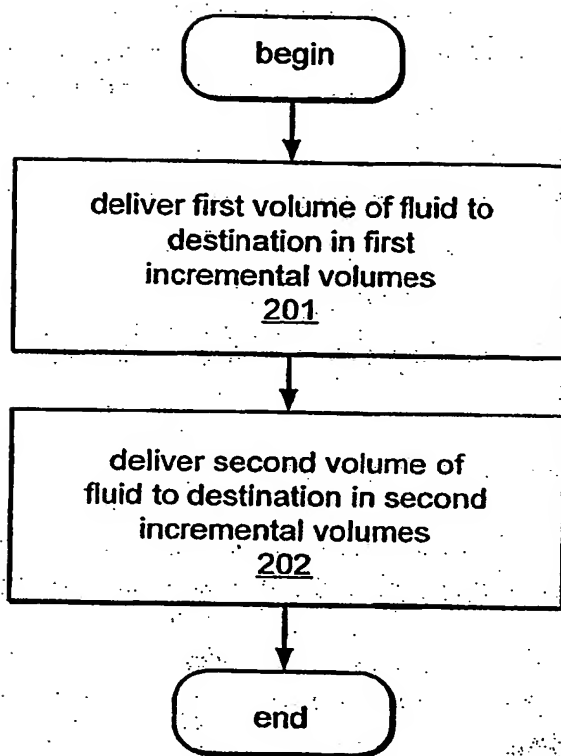 begin
deliver first volume of fluid to
destination in first
incremental volumes
201
deliver second volume of
fluid to destination in second
incremental volumes
202
end